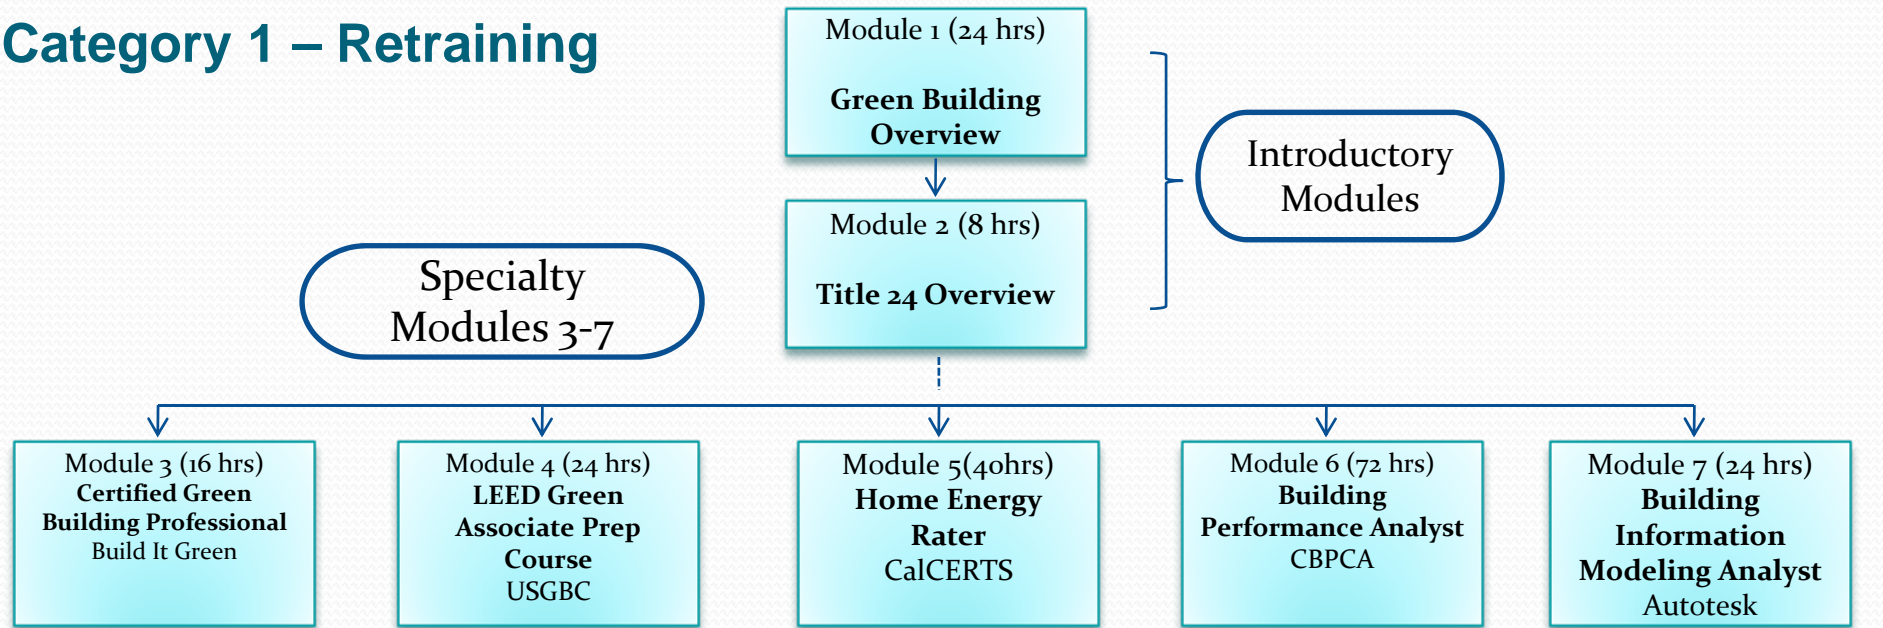 Category 1 – Retraining
Module 1 (24 hrs)
Green Building
Overview
Introductory
Modules
Module 2 (8 hrs)
Title 24 Overview
Specialty
Modules 3-7
Module 3 (16 hrs)
Certified Green
Building Professional
Build It Green
Module 4 (24 hrs)
LEED Green
Associate Prep
Course
USGBC
Module 5(40hrs)
Home Energy
Rater
CalCERTS
Module 6 (72 hrs)
Building
Performance Analyst
CBPCA
Module 7 (24 hrs)
Building
Information
Modeling Analyst
Autotesk